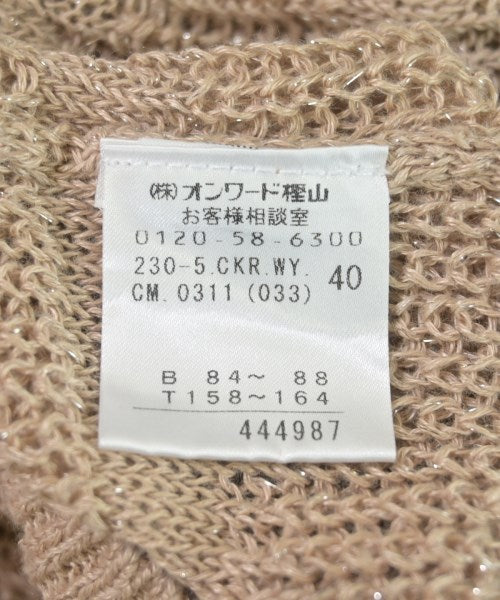 (株)オンワード樫山
お客様相談室
0120-58-6300
230-5.CKR.WY. 40
CM.0311 (033)
B 84~ 88
T158~164
444987